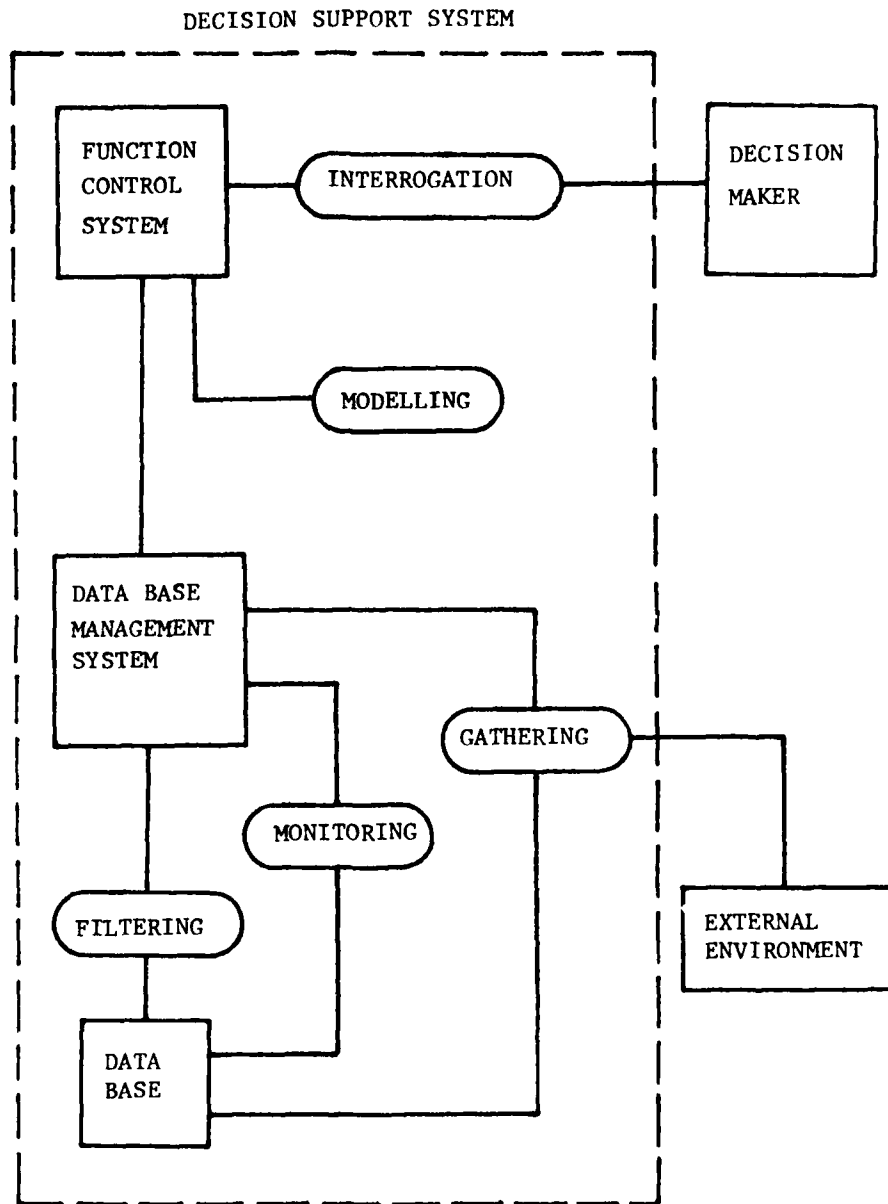 DECISION SUPPORT SYSTEM
FUNCTION
CONTROL
SYSTEM
INTERROGATION
DECISION
MAKER
MODELLING
DATA BASE
MANAGEMENT
SYSTEM
GATHERING
MONITORING
FILTERING
EXTERNAL
ENVIRONMENT
DATA
BASE